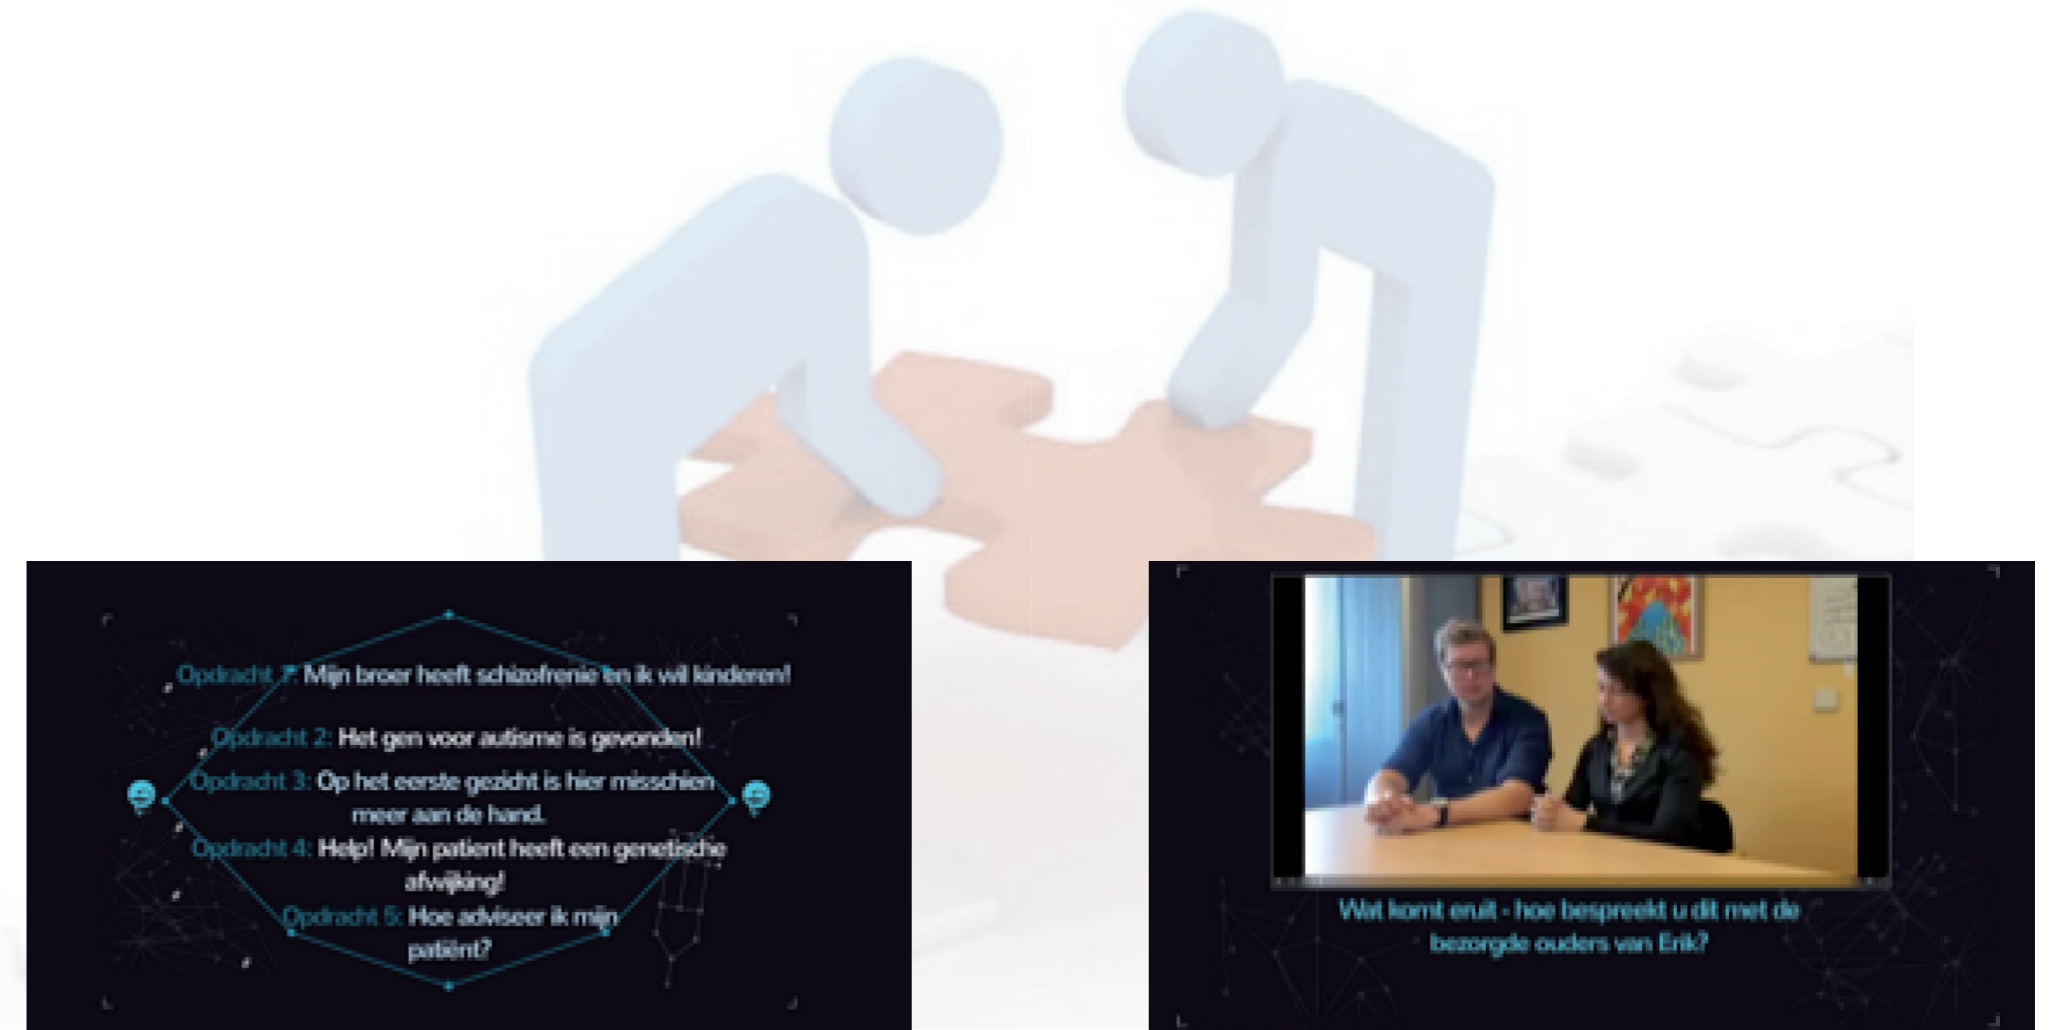 Opdracht 1: Mijn broer heeft schizofrenie en ik wil kinderen!
Opdracht 2: Het gen voor autisme is gevonden!
Opdracht 3: Op het eerste gezicht is hier misschien
meer aan de hand.
Opdracht 4: Help! Mijn patient heeft een genetische
afwijking!
Opdracht 5: Hoe adviseer ik mijn
patiënt?
Wat komt eruit - hoe bespreekt u dit met de
bezorgde ouders van Erik?